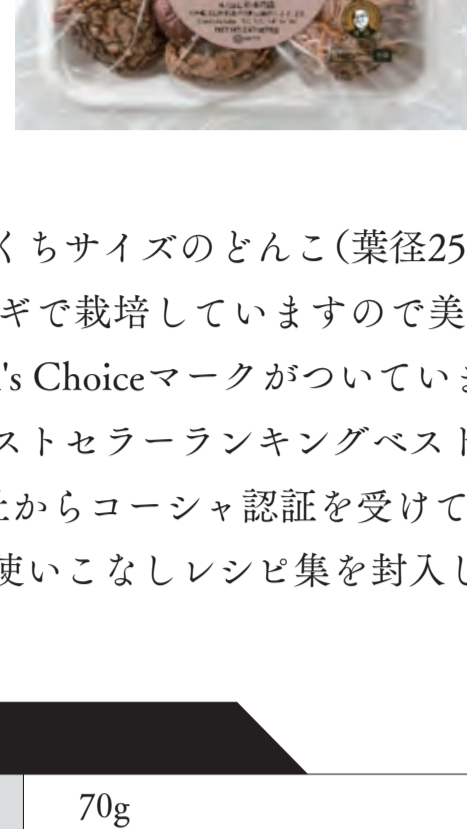 くちサイズのどんこ(葉径25
ギで栽培していますので美
's Choiceマークがついていま
ストセラーランキングベスト
社からコーシャ認証を受けて
使いこなしレシピ集を封入し
70g